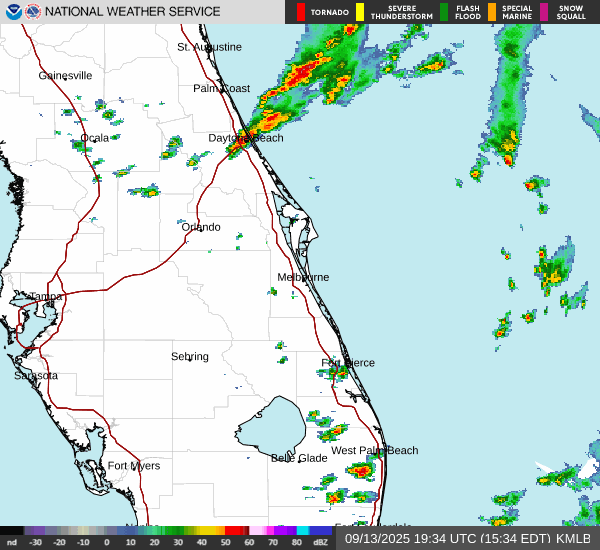 NATIONAL WEATHER SERVICE
TORNADO
SEVERE
THUNDERSTORM
FLASH
FLOOD
SPECIAL
MARINE
SNOW
SQUALL
St. Augustine
Gainesville
Palm Coast
Ocala
Daytona Beach
Orlando
Melbourne
Tampa
Sebring
Fort Pierce
Sarasota
West Palm Beach
Belle Glade
Fort Myers
nd -30 -20 -10 0 10 20 30 40 50 60 70 80 dBZ
09/13/2025 19:34 UTC (15:34 EDT) KMLB